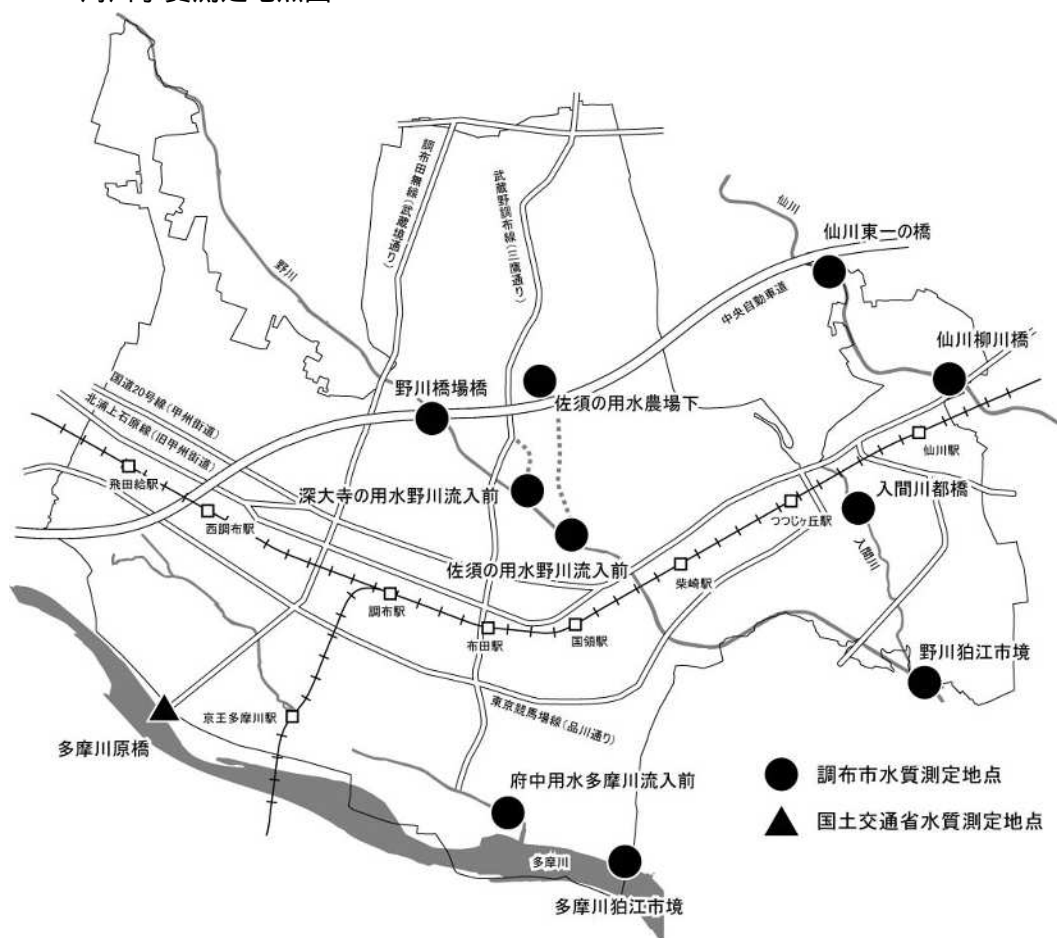 仙川
仙川東一の橋
調布田無線(武蔵境通り)
武蔵野調布線(三鷹通り)
野川
中央自動車道
仙川柳川橋
国道20号線(甲州街道)
北浦上石原線(旧甲州街道)
野川橋場橋
佐須の用水農場下
仙川駅
飛田給駅
深大寺の用水野川流入前
入間川都橋
つつじヶ丘駅
西調布駅
佐須の用水野川流入前
柴崎駅
入間川
調布駅
布田駅
国領駅
野川狛江市境
京王多摩川駅
東京競馬場線(品川通り)
多摩川原橋
府中用水多摩川流入前
調布市水質測定地点
国土交通省水質測定地点
多摩川
多摩川狛江市境